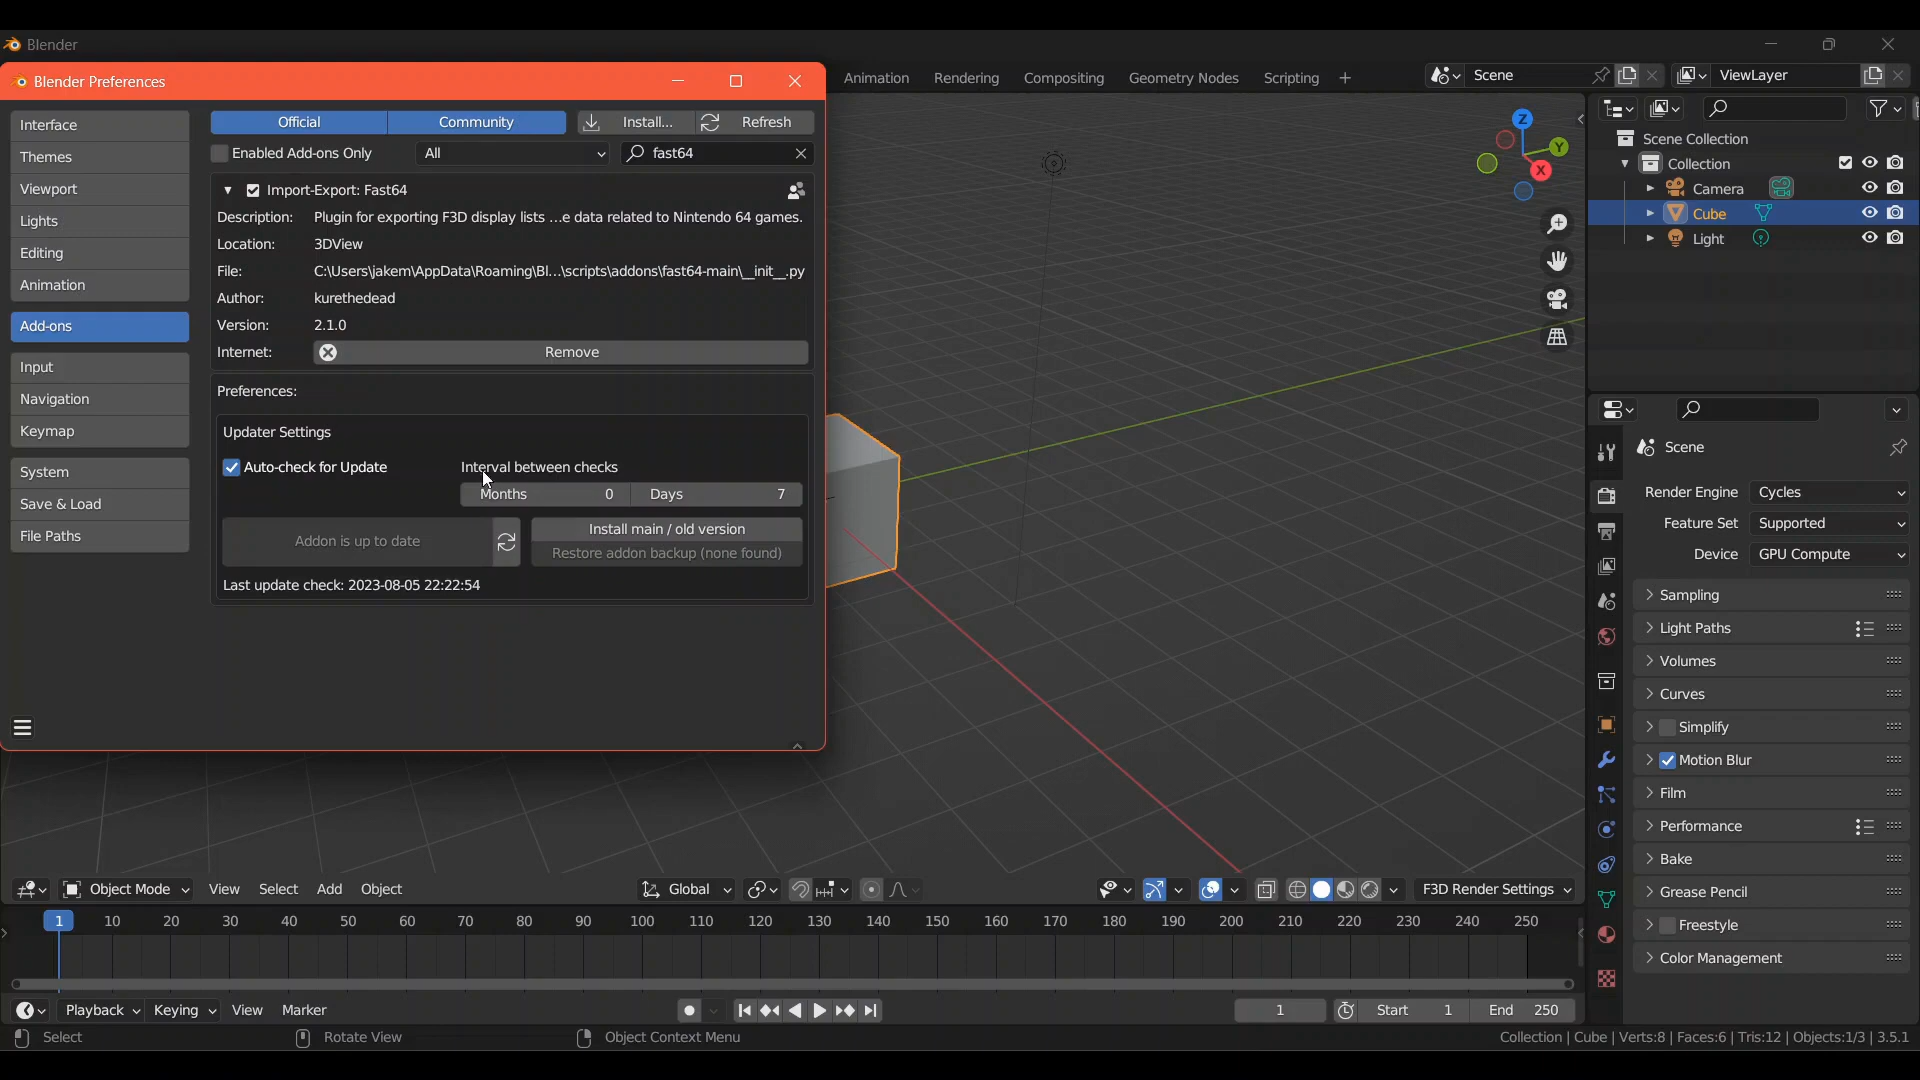 Blender
Blender Preferences
Animation Rendering Compositing Geometry Nodes Scripting +
Scene
ViewLayer
Interface
Themes
Viewport
Lights
Editing
Animation
Add-ons
Input
Navigation
Keymap
System
Save & Load
File Paths
Official Community Install... Refresh
Enabled Add-ons Only All fast64
Import-Export: Fast64
Description: Plugin for exporting F3D display lists ...e data related to Nintendo 64 games.
Location: 3DView
File: C:\Users\jakem\AppData\Roaming\Bl...\scripts\addons\fast64-main\__init__.py
Author: kurethedead
Version: 2.1.0
Internet: Remove
Preferences:
Updater Settings
Auto-check for Update Interval between checks
Months 0 Days 7
Addon is up to date
Install main / old version
Restore addon backup (none found)
Last update check: 2023-08-05 22:22:54
Z
Y
X
Scene Collection
Collection
Camera
Cube
Light
Scene
Render Engine Cycles
Feature Set Supported
Device GPU Compute
Sampling
Light Paths
Volumes
Curves
Simplify
Motion Blur
Film
Performance
Bake
Grease Pencil
Freestyle
Color Management
Object Mode View Select Add Object Global F3D Render Settings
1 10 20 30 40 50 60 70 80 90 100 110 120 130 140 150 160 170 180 190 200 210 220 230 240 250
Playback Keying View Marker 1 Start 1 End 250
Select Rotate View Object Context Menu Collection | Cube | Verts:8 | Faces:6 | Tris:12 | Objects:1/3 | 3.5.1